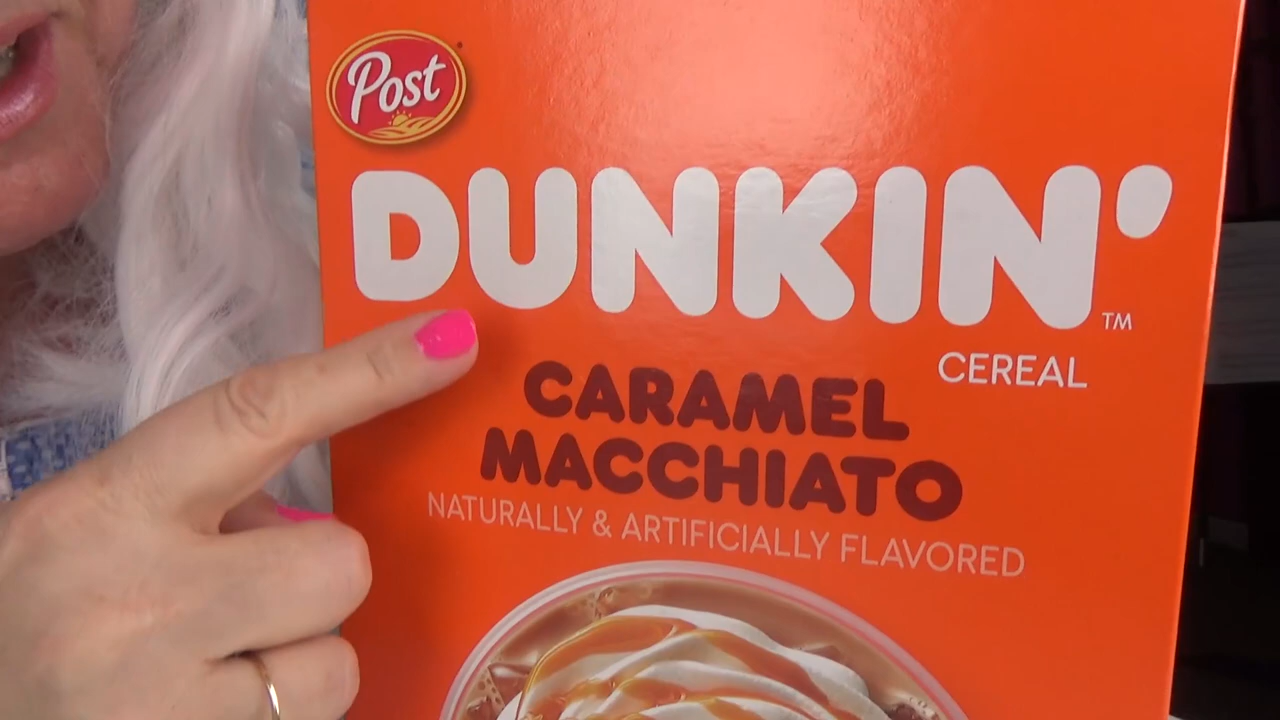 Post
DUNKIN'™
CEREAL
CARAMEL
MACCHIATO
NATURALLY & ARTIFICIALLY FLAVORED